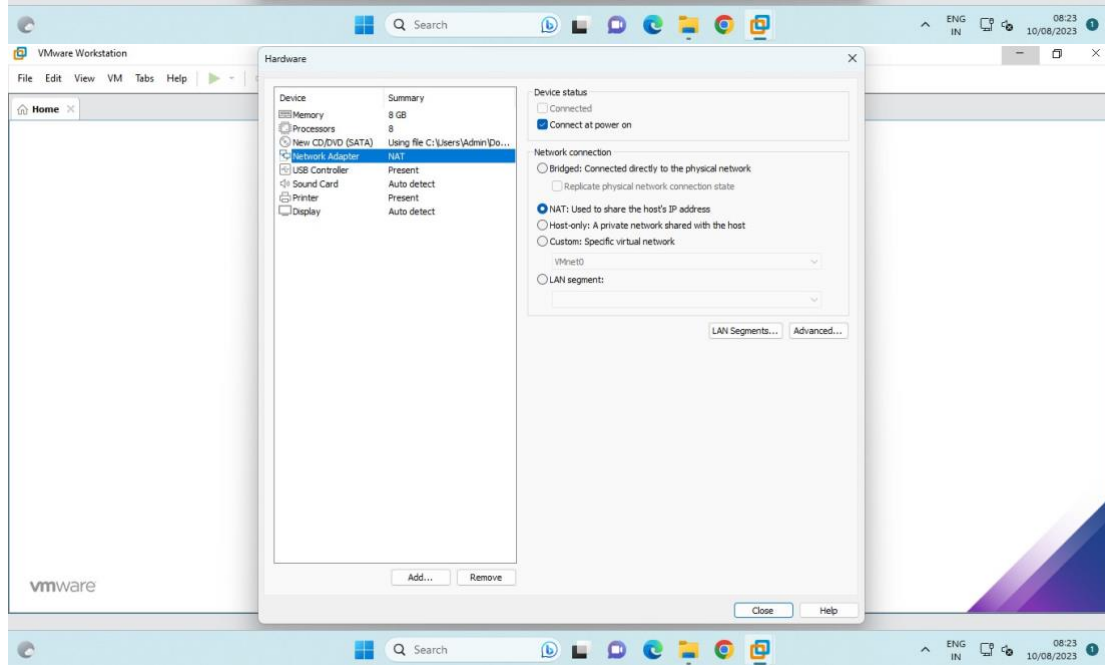 Search
ENG
IN
08:23
10/08/2023
1
VMware Workstation
File Edit View VM Tabs Help
Home
Hardware
Device Summary
Memory 8 GB
Processors 8
New CD/DVD (SATA) Using file C:\Users\Admin\Do...
Network Adapter NAT
USB Controller Present
Sound Card Auto detect
Printer Present
Display Auto detect
Add... Remove
Device status
Connected
Connect at power on
Network connection
Bridged: Connected directly to the physical network
Replicate physical network connection state
NAT: Used to share the host's IP address
Host-only: A private network shared with the host
Custom: Specific virtual network
VMnet0
LAN segment:
LAN Segments... Advanced...
Close Help
vmware
Search
ENG
IN
08:23
10/08/2023
1